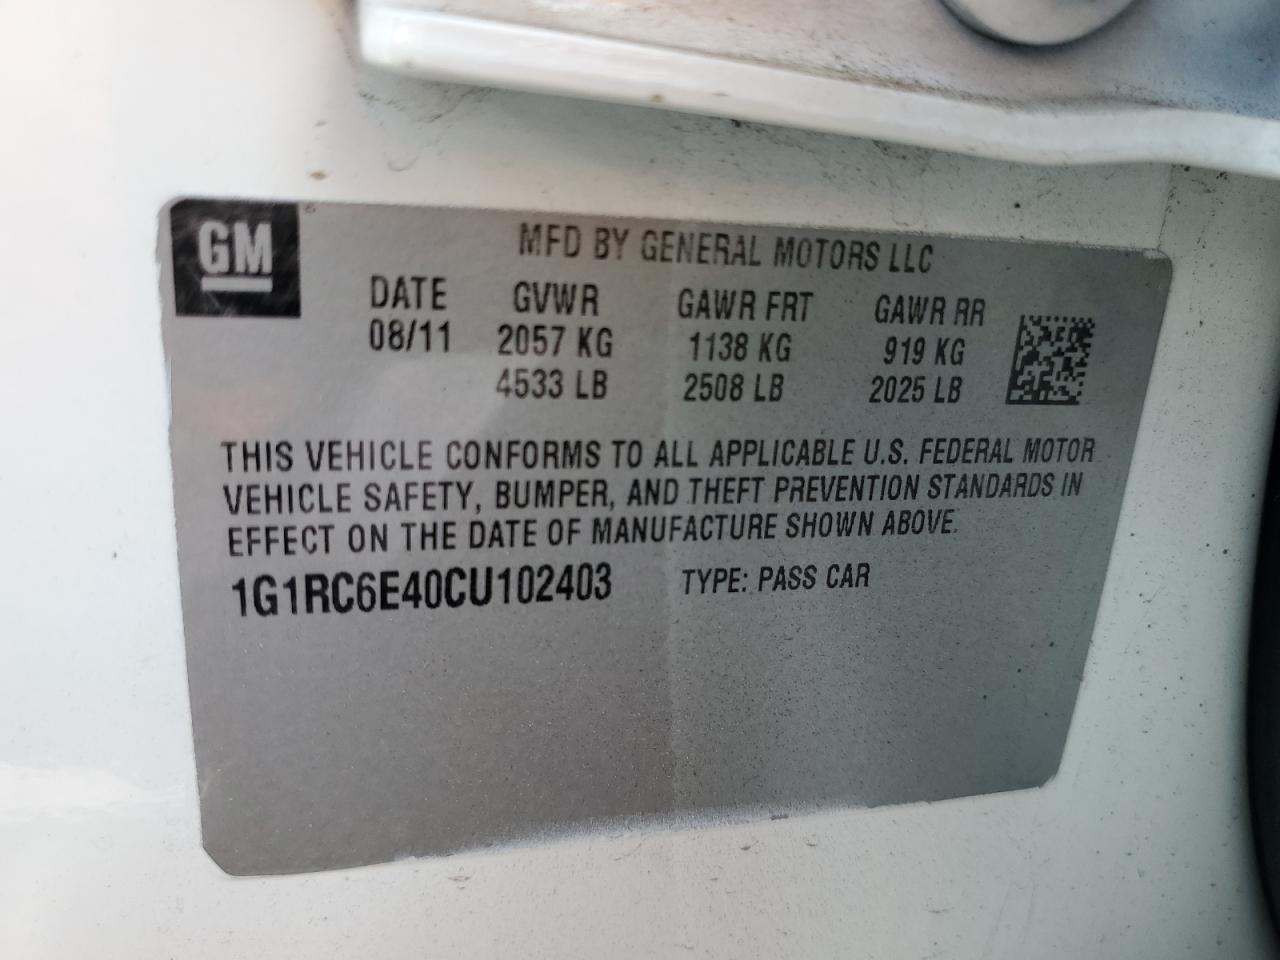 GM
MFD BY GENERAL MOTORS LLC
DATE GVWR GAWR FRT GAWR RR
08/11 2057 KG 1138 KG 919 KG
4533 LB 2508 LB 2025 LB
THIS VEHICLE CONFORMS TO ALL APPLICABLE U.S. FEDERAL MOTOR
VEHICLE SAFETY, BUMPER, AND THEFT PREVENTION STANDARDS IN
EFFECT ON THE DATE OF MANUFACTURE SHOWN ABOVE.
1G1RC6E40CU102403 TYPE: PASS CAR